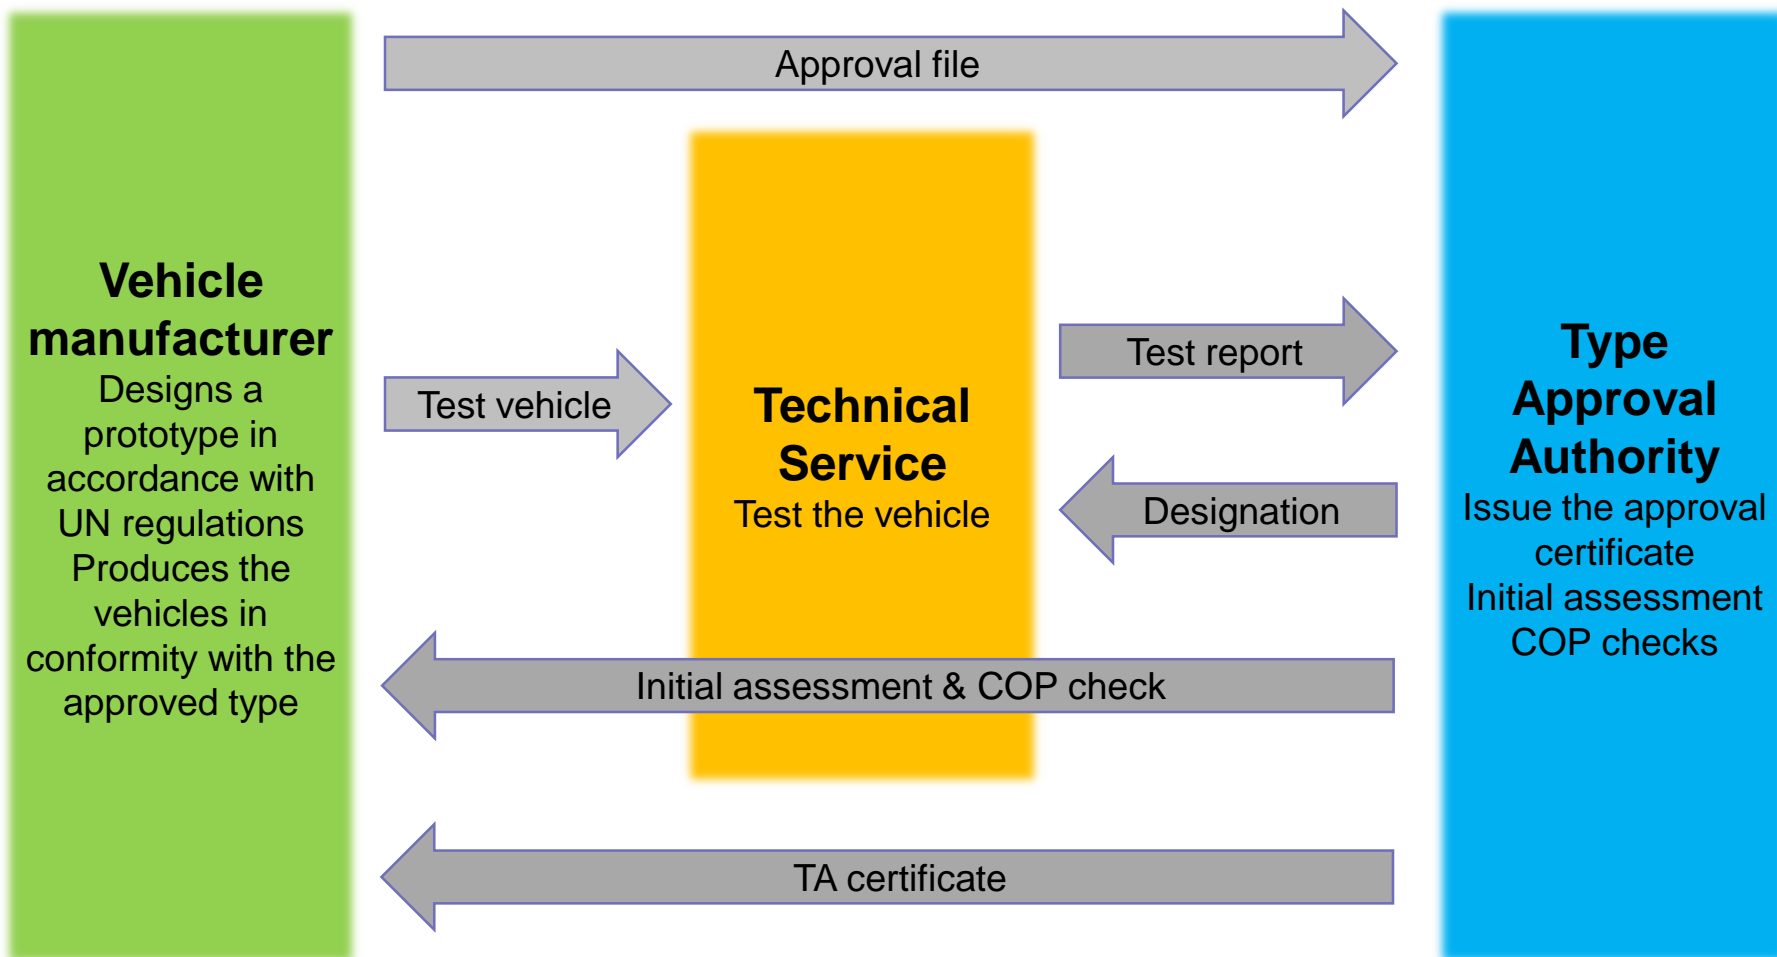 Approval file
Vehicle
manufacturer
Designs a
prototype in
accordance with
UN regulations
Produces the
vehicles in
conformity with the
approved type
Test vehicle
Technical
Service
Test the vehicle
Test report
Designation
Type
Approval
Authority
Issue the approval
certificate
Initial assessment
COP checks
Initial assessment & COP check
TA certificate